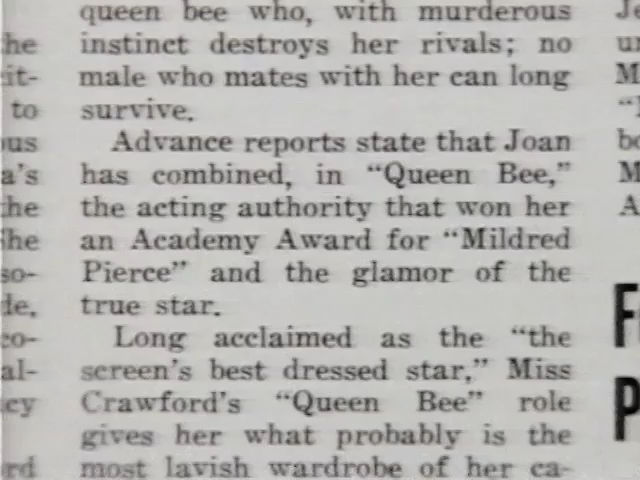 queen bee who, with murderous
instinct destroys her rivals; no
male who mates with her can long
survive.
Advance reports state that Joan
has combined, in “Queen Bee,”
the acting authority that won her
an Academy Award for “Mildred
Pierce” and the glamor of the
true star.
Long acclaimed as the “the
screen's best dressed star,” Miss
Crawford's “Queen Bee” role
gives her what probably is the
most lavish wardrobe of her ca-